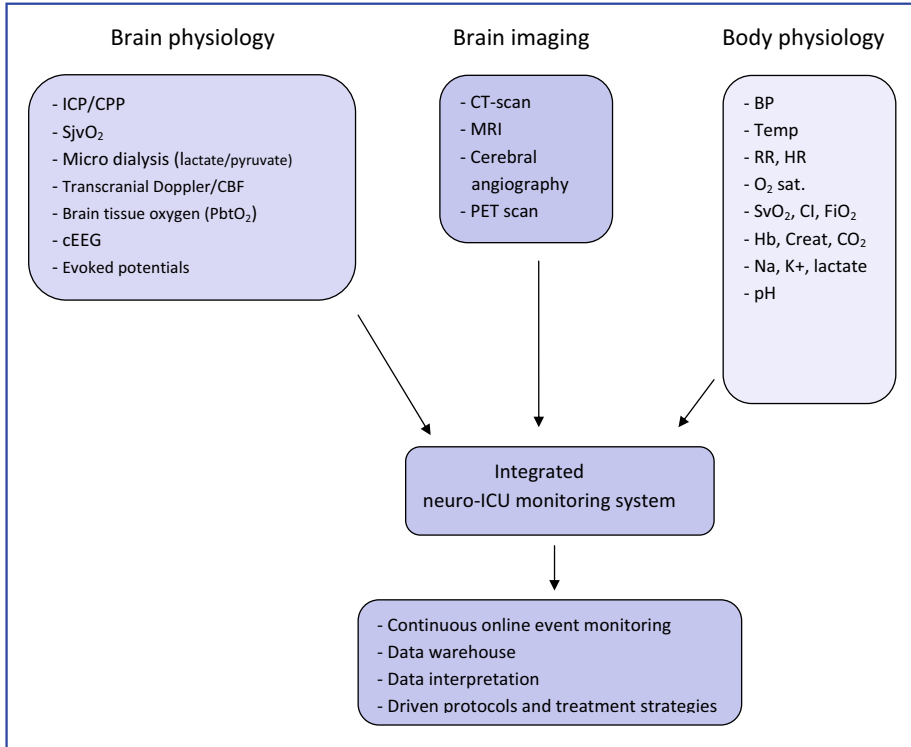 Brain physiology
- ICP/CPP
- SjvO₂
- Micro dialysis (lactate/pyruvate)
- Transcranial Doppler/CBF
- Brain tissue oxygen (PbtO₂)
- cEEG
- Evoked potentials
Brain imaging
- CT-scan
- MRI
- Cerebral
angiography
- PET scan
Body physiology
- BP
- Temp
- RR, HR
- O₂ sat.
- SvO₂, CI, FiO₂
- Hb, Creat, CO₂
- Na, K+, lactate
- pH
Integrated
neuro-ICU monitoring system
- Continuous online event monitoring
- Data warehouse
- Data interpretation
- Driven protocols and treatment strategies